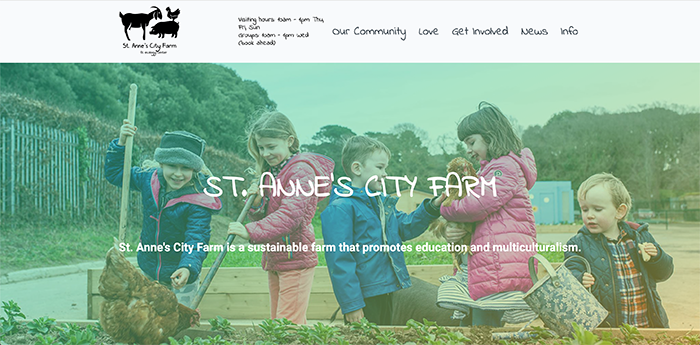 St. Anne's City Farm
Visiting hours 10am - 4pm Thu,
Fri, Sun
Groups: 10am - 4pm Wed
(book ahead)
Our Community Love Get Involved News Info
ST. ANNE'S CITY FARM
St. Anne's City Farm is a sustainable farm that promotes education and multiculturalism.